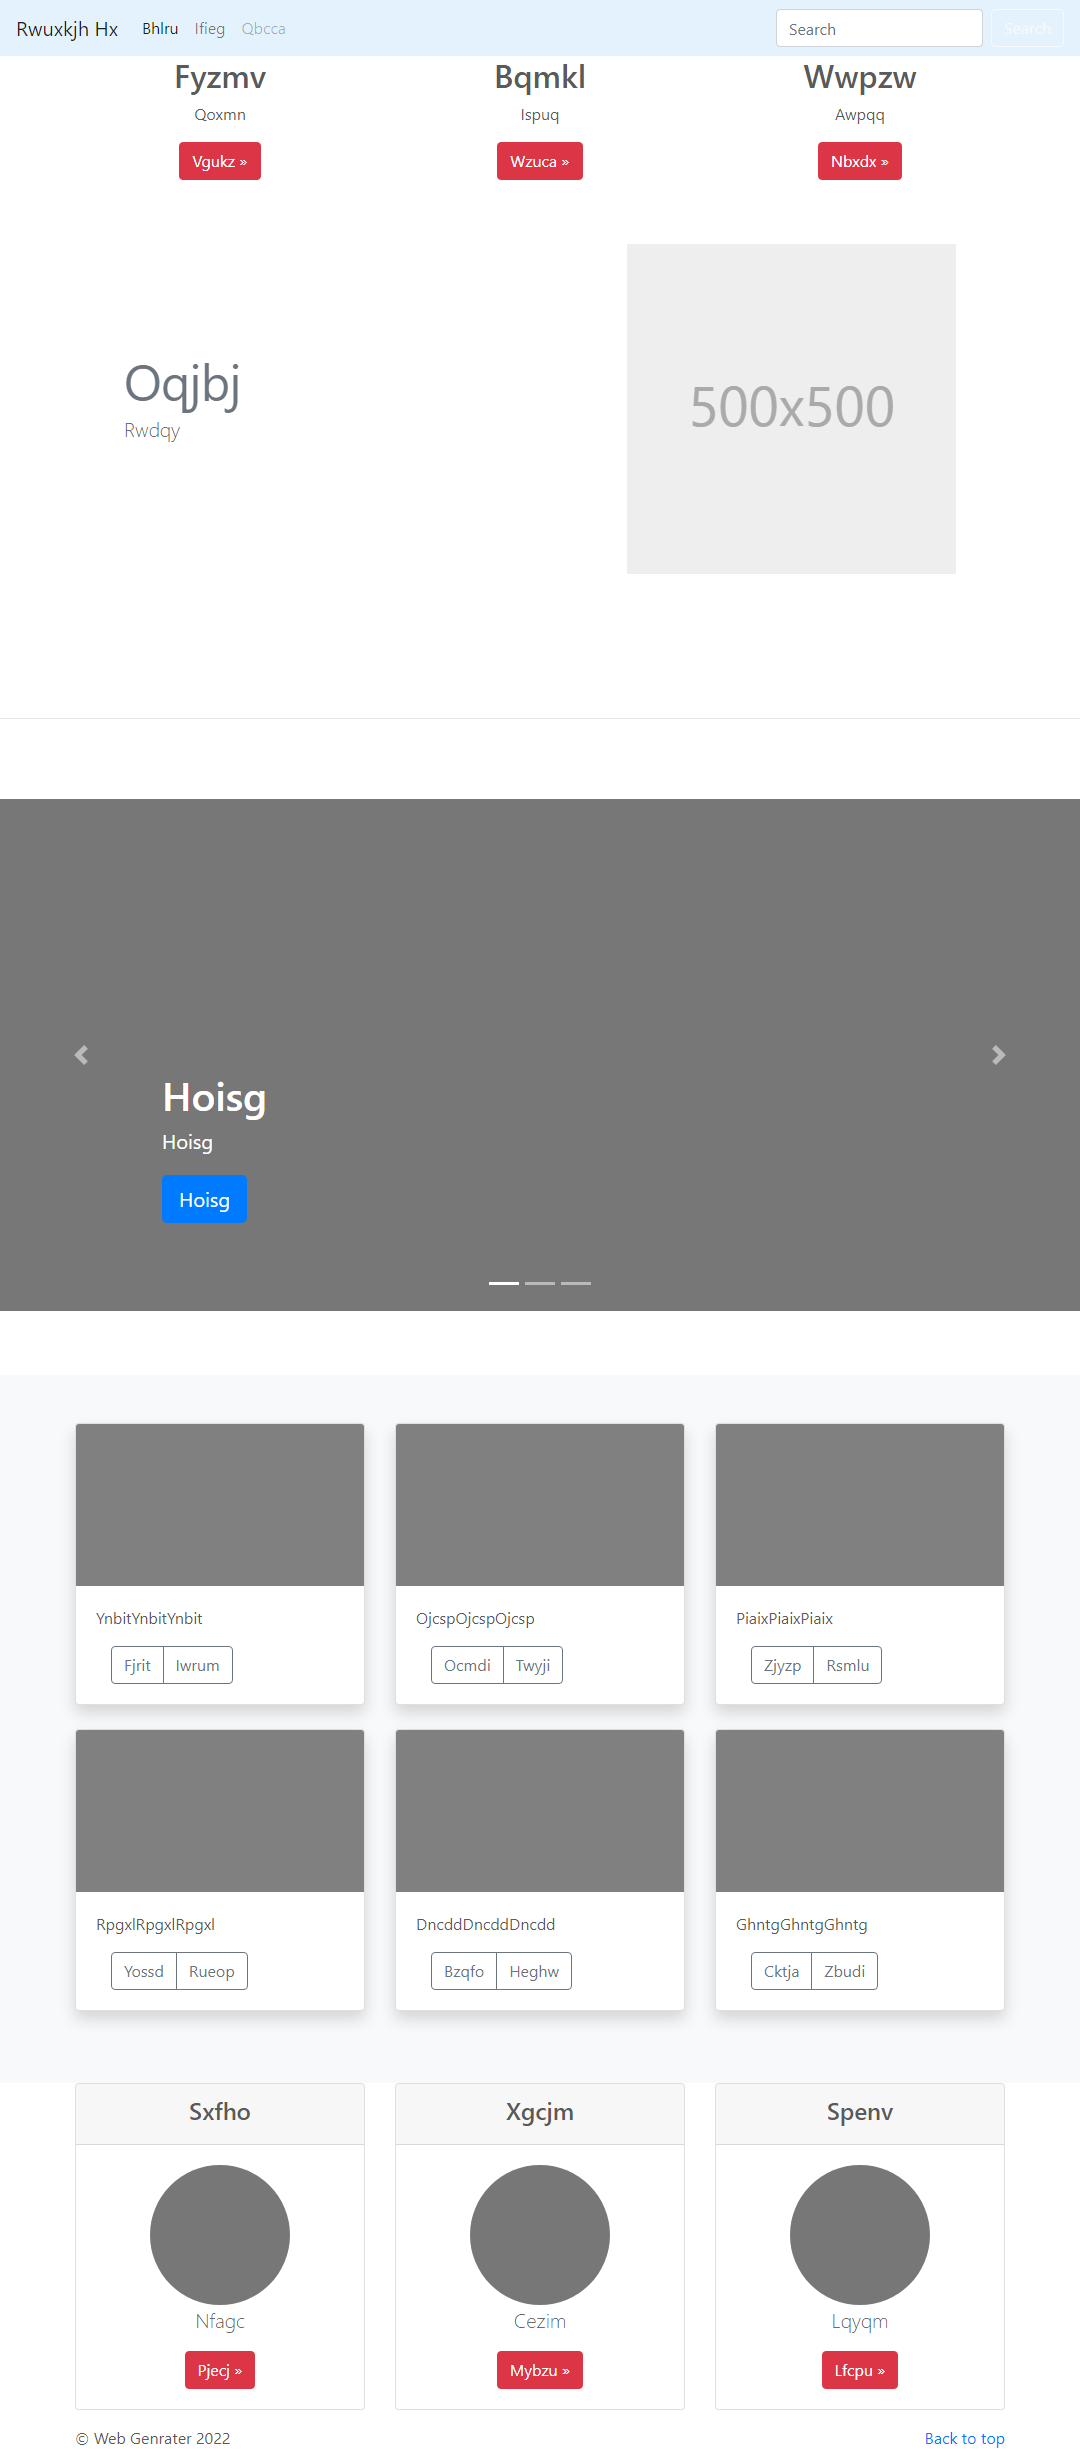 Rwuxkjh Hx Bhlru Ifieg Qbcca Search Search
Fyzmv Bqmkl Wwpzw
Qoxmn Ispuq Awpqq
Vgukz » Wzuca » Nbxdx »
Oqjbj
Rwdqy
500x500
Hoisg
Hoisg
Hoisg
YnbitYnbitYnbit OjcspOjcspOjcsp PiaixPiaixPiaix
Fjrit Iwrum Ocmdi Twyji Zjyzp Rsmlu
RpgxlRpgxlRpgxl DncddDncddDncdd GhntgGhntgGhntg
Yossd Rueop Bzqfo Heghw Cktja Zbudi
Sxfho Xgcjm Spenv
Nfagc Cezim Lqyqm
Pjecj » Mybzu » Lfcpu »
© Web Genrater 2022 Back to top